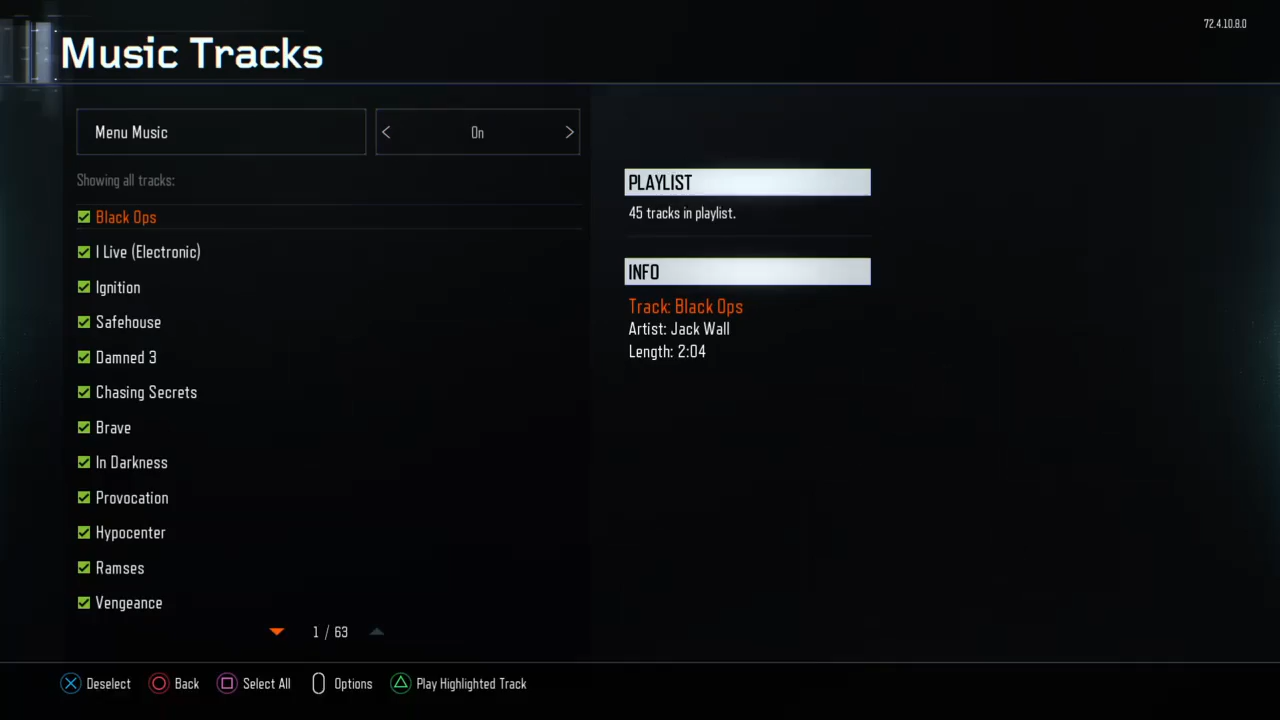 72.4.10.8.0
Music Tracks
Menu Music
On
Showing all tracks:
Black Ops
I Live (Electronic)
Ignition
Safehouse
Damned 3
Chasing Secrets
Brave
In Darkness
Provocation
Hypocenter
Ramses
Vengeance
1 / 63
PLAYLIST
45 tracks in playlist.
INFO
Track: Black Ops
Artist: Jack Wall
Length: 2:04
Deselect Back Select All Options Play Highlighted Track